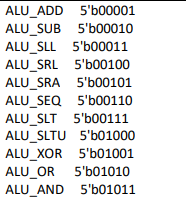 ALU_ADD 5'b00001
ALU_SUB 5'b00010
ALU_SLL 5'b00011
ALU_SRL 5'b00100
ALU_SRA 5'b00101
ALU_SEQ 5'b00110
ALU_SLT 5'b00111
ALU_SLTU 5'b01000
ALU_XOR 5'b01001
ALU_OR 5'b01010
ALU_AND 5'b01011